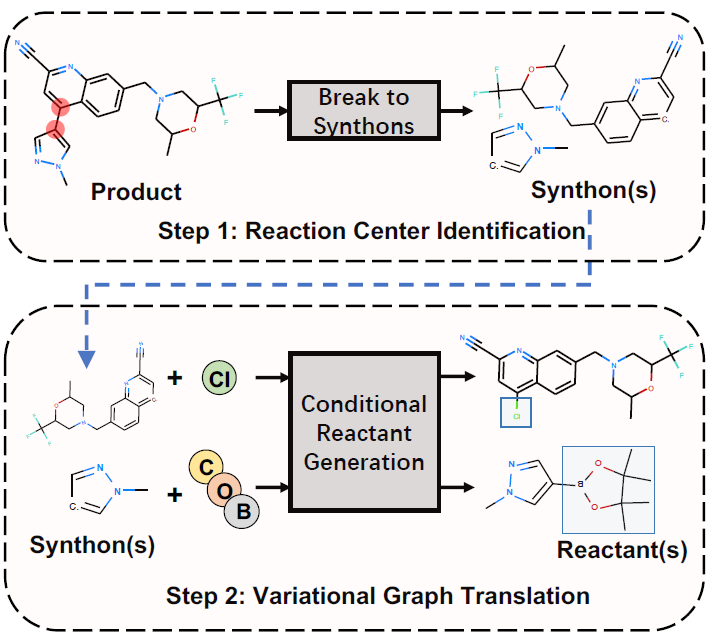 Product
Break to
Synthons
Synthon(s)
Step 1: Reaction Center Identification
N
N
N
N
N
O
F
F
F
N
N
O
N
N
F
F
F
N
N
C.
C.
+
Cl
+
C
O
B
Synthon(s)
N
N
C.
Conditional
Reactant
Generation
N
N
N
O
F
F
F
Cl
N
N
B
O
O
Reactant(s)
Step 2: Variational Graph Translation